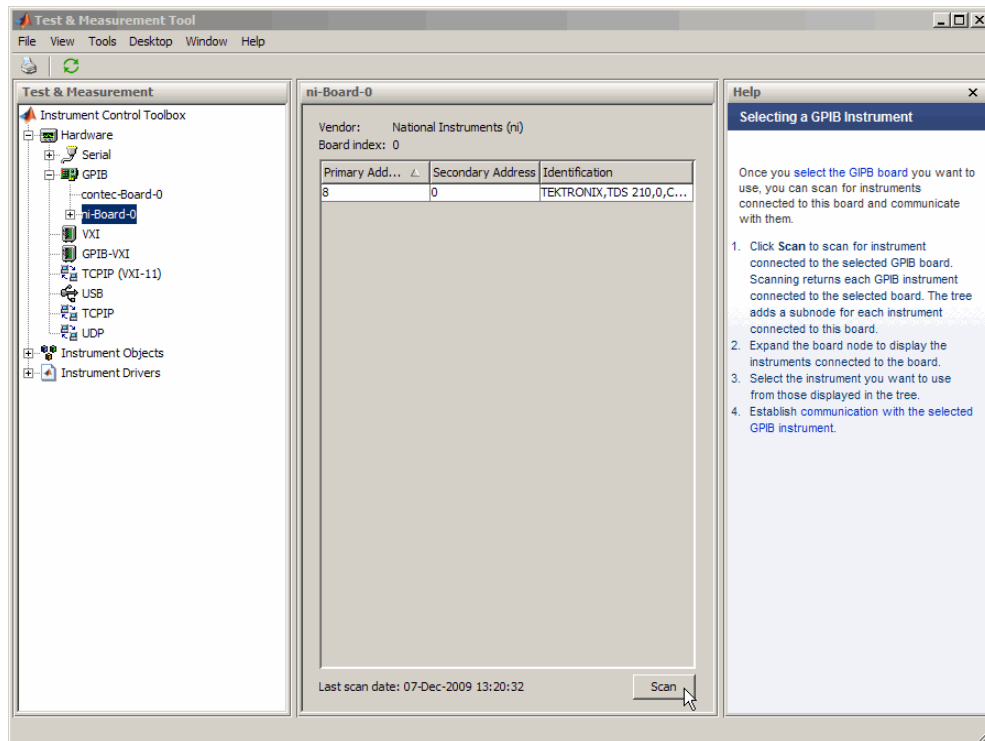 Test & Measurement Tool
File View Tools Desktop Window Help
Test & Measurement
Instrument Control Toolbox
Hardware
Serial
GPIB
contec-Board-0
ni-Board-0
VXI
GPIB-VXI
TCPIP (VXI-11)
USB
TCPIP
UDP
Instrument Objects
Instrument Drivers
ni-Board-0
Vendor: National Instruments (ni)
Board index: 0
Primary Add... Secondary Address Identification
8 0 TEKTRONIX,TDS 210,0,C...
Last scan date: 07-Dec-2009 13:20:32
Scan
Help
Selecting a GPIB Instrument
Once you select the GIPB board you want to
use, you can scan for instruments
connected to this board and communicate
with them.
1. Click Scan to scan for instrument
connected to the selected GPIB board.
Scanning returns each GPIB instrument
connected to the selected board. The tree
adds a subnode for each instrument
connected to this board.
2. Expand the board node to display the
instruments connected to the board.
3. Select the instrument you want to use
from those displayed in the tree.
4. Establish communication with the selected
GPIB instrument.